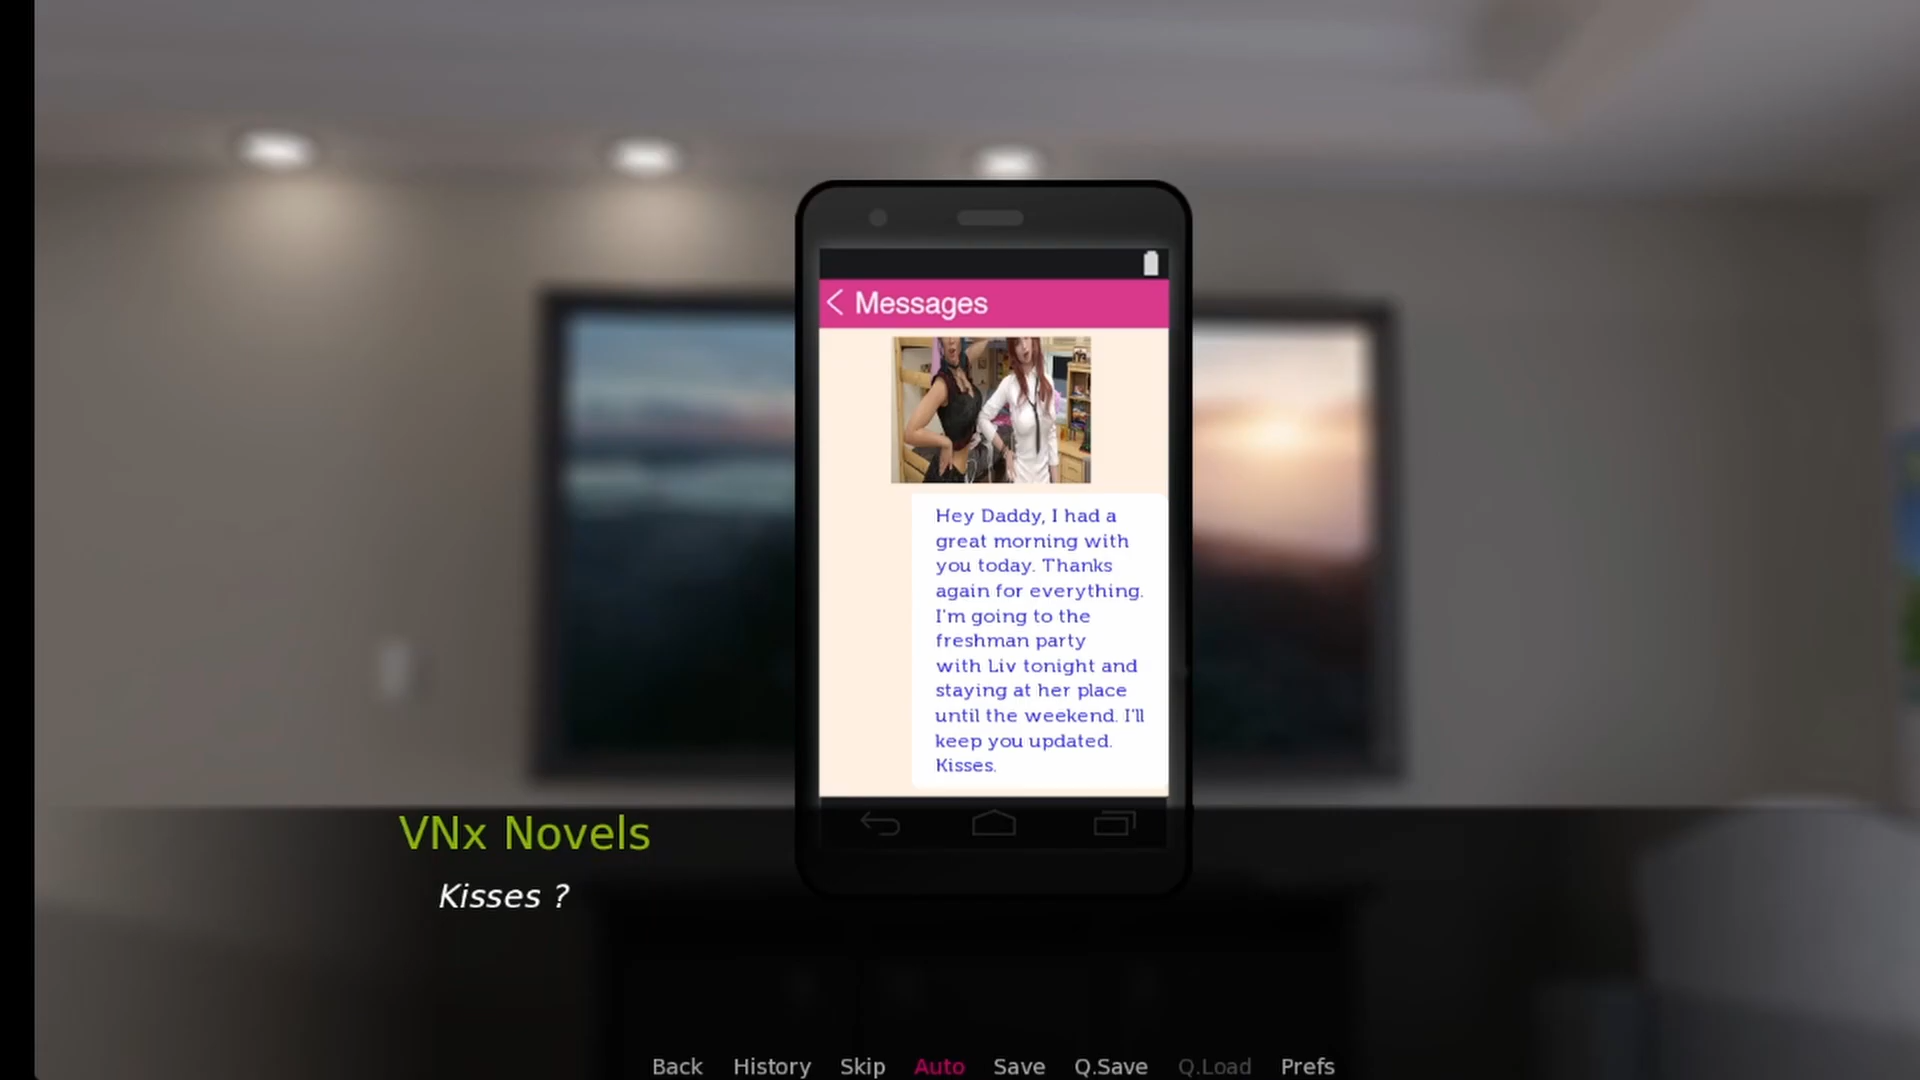 Messages
Hey Daddy, I had a
great morning with
you today. Thanks
again for everything.
I'm going to the
freshman party
with Liv tonight and
staying at her place
until the weekend. I'll
keep you updated.
Kisses.
VNx Novels
Kisses ?
Back History Skip Auto Save Q.Save Q.Load Prefs